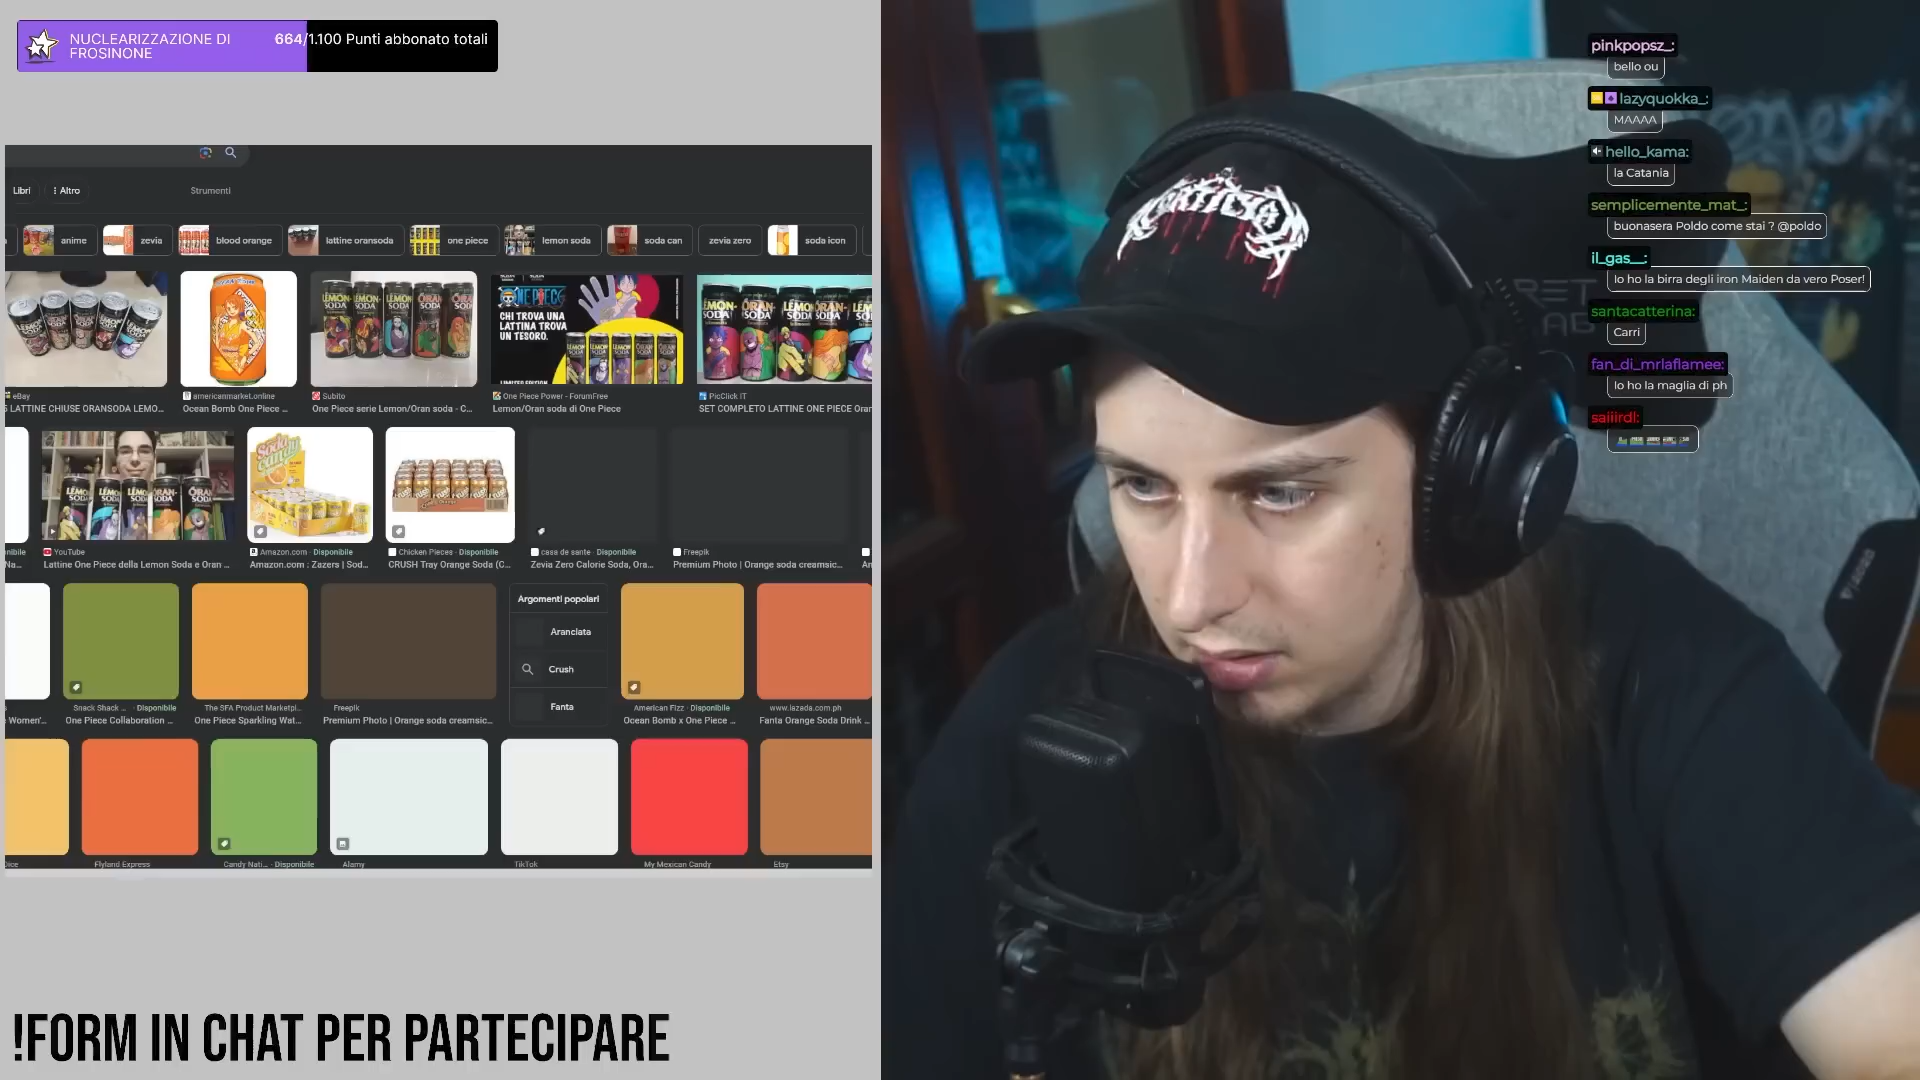 NUCLEARIZZAZIONE DI
FROSINONE
664/1.100 Punti abbonato totali
Libri
Altro
Strumenti
anime
zevia
blood orange
lattine oransoda
one piece
lemon soda
soda can
zevia zero
soda icon
ONE PIECE
CHI TROVA UNA
LATTINA TROVA
UN TESORO.
eBay
LATTINE CHIUSE ORANSODA LEMO...
americanmarket.online
Ocean Bomb One Piece ...
Subito
One Piece serie Lemon/Oran soda - C...
One Piece Power - ForumFree
Lemon/Oran soda di One Piece
PicClick IT
SET COMPLETO LATTINE ONE PIECE Oran
YouTube
Lattine One Piece della Lemon Soda e Oran ...
Amazon.com · Disponibile
Amazon.com : Zazers | Sod...
Chicken Pieces · Disponibile
CRUSH Tray Orange Soda (C...
casa de sante · Disponibile
Zevia Zero Calorie Soda, Ora...
Freepik
Premium Photo | Orange soda creamsic...
Women'...
Snack Shack ... · Disponibile
One Piece Collaboration ...
The SFA Product Marketpl...
One Piece Sparkling Wat...
Freepik
Premium Photo | Orange soda creamsic...
Argomenti popolari
Aranciata
Crush
Fanta
American Fizz · Disponibile
Ocean Bomb x One Piece ...
www.lazada.com.ph
Fanta Orange Soda Drink ...
Flyland Express
Candy Nati... · Disponibile
Alamy
TikTok
My Mexican Candy
Etsy
!FORM IN CHAT PER PARTECIPARE
pinkpopsz_:
bello ou
lazyquokka_:
MAAAA
hello_kama:
la Catania
semplicemente_mat_:
buonasera Poldo come stai ? @poldo
il_gas__:
Io ho la birra degli iron Maiden da vero Poser!
santacatterina:
Carri
fan_di_mrlaflamee:
Io ho la maglia di ph
saiiirdl: